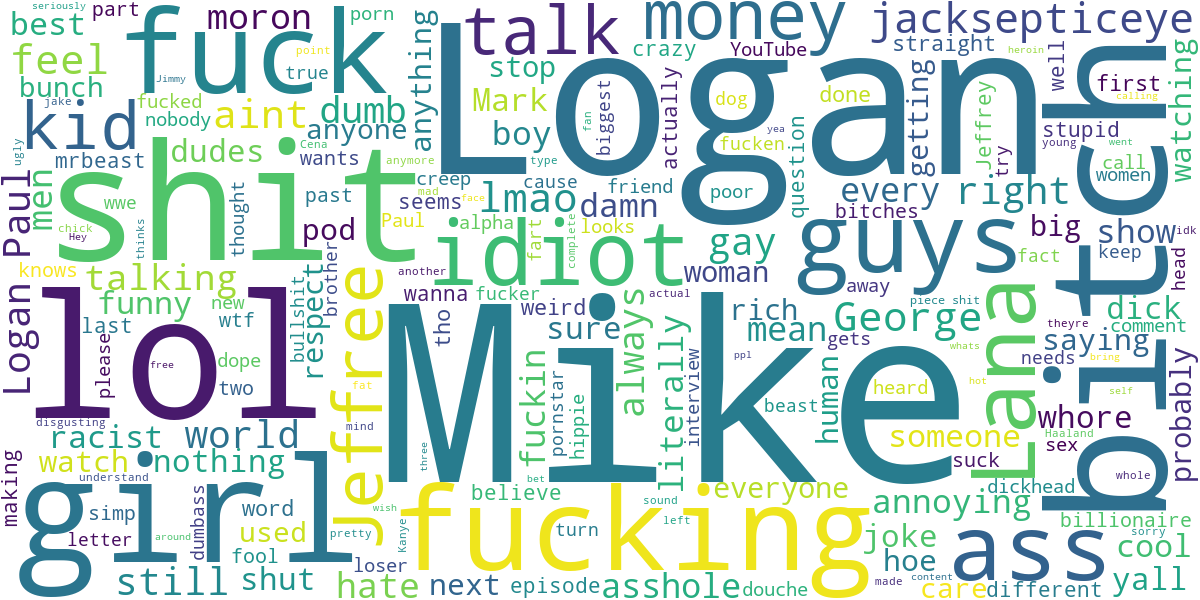 seriously
part
moron
porn
fuck
best
feel
bunch
true
Jimmy
point
anything
talk
crazy
stop
money
YouTube
Mark
jacksepticeye
straight
well
heroin
first
calling
watching
bitch
Logan
kid
jake
fucked
nobody
aint
dumb
anyone
boy
actually
biggest
fan
dog
fucken
yea
done
question
getting
Jeffrey
try
stupid
young
went
call
women
ugly
mrbeast
dudes
Cena
wants
anymore
type
creep
cause
friend
poor
every
right
men
wwe
past
mad
face
seems
lmao
damn
bitches
Logan Paul
shit
thought
thinks
chick
Hey
pod
Paul
alpha
fart
looks
complete
gay
guys
big
show
idk
fact
keep
head
knows
talking
brother
bullshit
respect
idiot
another
actual
woman
away
funny
new
wtf
last
please
Jeffree
wanna
fucker
weird
tho
sure
always
literally
rich
mean
George
gets
piece shit
dick
comment
theyre
saying
Lana
lol
free
dope
two
Mike
ppl
whats
needs
bring
probably
fat
mind
fuckin
pornstar
hippie
interview
beast
human
heard
hot
self
disgusting
racist
world
three
someone
whore
Haaland
sex
watch
nothing
understand
suck
whole
making
girl
dumbass
simp
word
used
wish
pretty
Kanye
fucking
bet
believe
sound
everyone
annoying
dickhead
billionaire
sorry
letter
around
fool
loser
turn
left
joke
hoe
ass
cool
still
shut
hate
next
episode
asshole
douche
made
content
care
different
yall